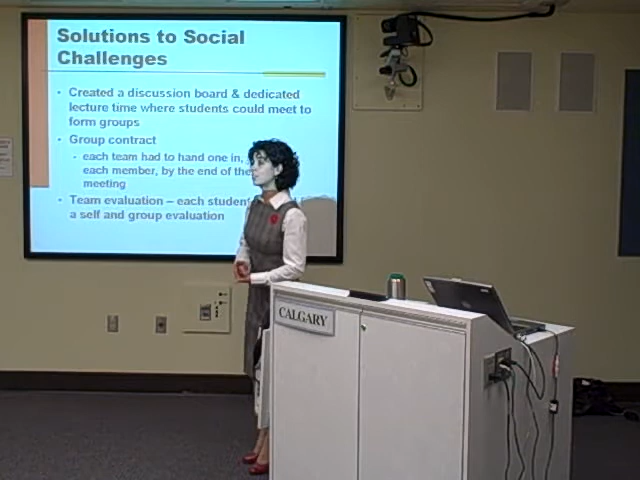 Solutions to Social
Challenges
• Created a discussion board & dedicated
lecture time where students could meet to
form groups
• Group contract
- each team had to hand one in,
each member, by the end of the
meeting
• Team evaluation – each student
a self and group evaluation
CALGARY